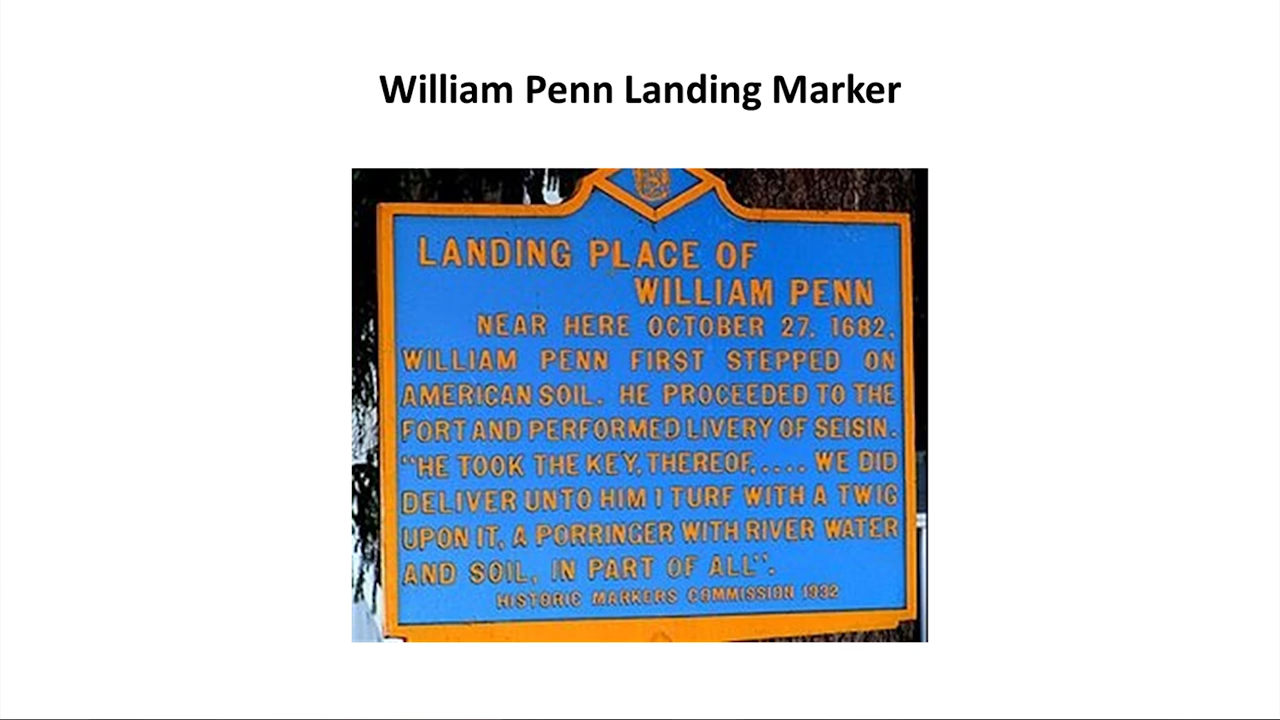 William Penn Landing Marker
LANDING PLACE OF
WILLIAM PENN
NEAR HERE OCTOBER 27, 1682,
WILLIAM PENN FIRST STEPPED ON
AMERICAN SOIL. HE PROCEEDED TO THE
FORT AND PERFORMED LIVERY OF SEISIN.
"HE TOOK THE KEY, THEREOF,.... WE DID
DELIVER UNTO HIM 1 TURF WITH A TWIG
UPON IT, A PORRINGER WITH RIVER WATER
AND SOIL, IN PART OF ALL".
HISTORIC MARKERS COMMISSION 1932